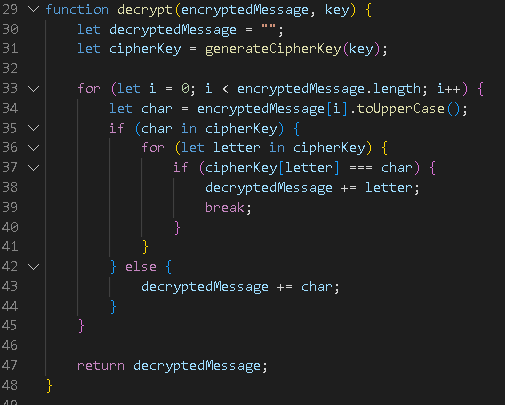 29 function decrypt(encryptedMessage, key) {
30     let decryptedMessage = "";
31     let cipherKey = generateCipherKey(key);
32
33     for (let i = 0; i < encryptedMessage.length; i++) {
34         let char = encryptedMessage[i].toUpperCase();
35         if (char in cipherKey) {
36             for (let letter in cipherKey) {
37                 if (cipherKey[letter] === char) {
38                     decryptedMessage += letter;
39                     break;
40                 }
41             }
42         } else {
43             decryptedMessage += char;
44         }
45     }
46
47     return decryptedMessage;
48 }